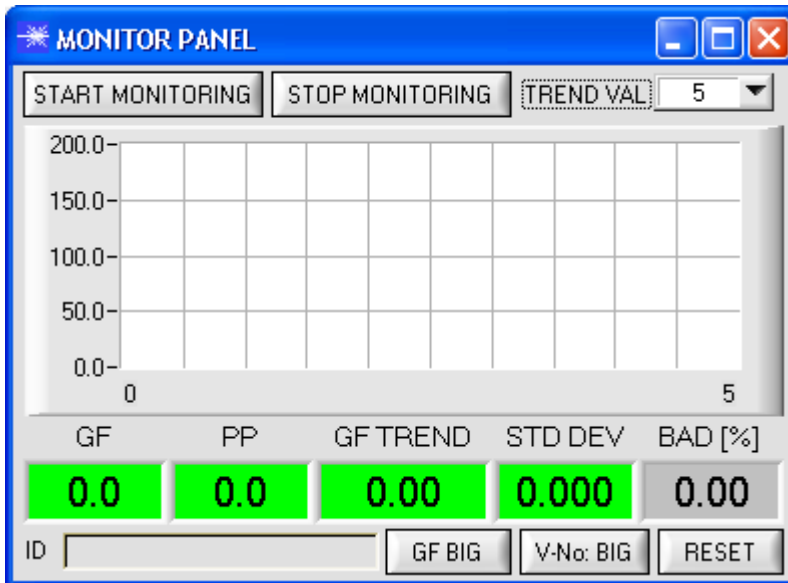 MONITOR PANEL
START MONITORING STOP MONITORING TREND VAL 5
200.0
150.0
100.0
50.0
0.0
0 5
GF PP GF TREND STD DEV BAD [%]
0.0 0.0 0.00 0.000 0.00
ID GF BIG V-No: BIG RESET